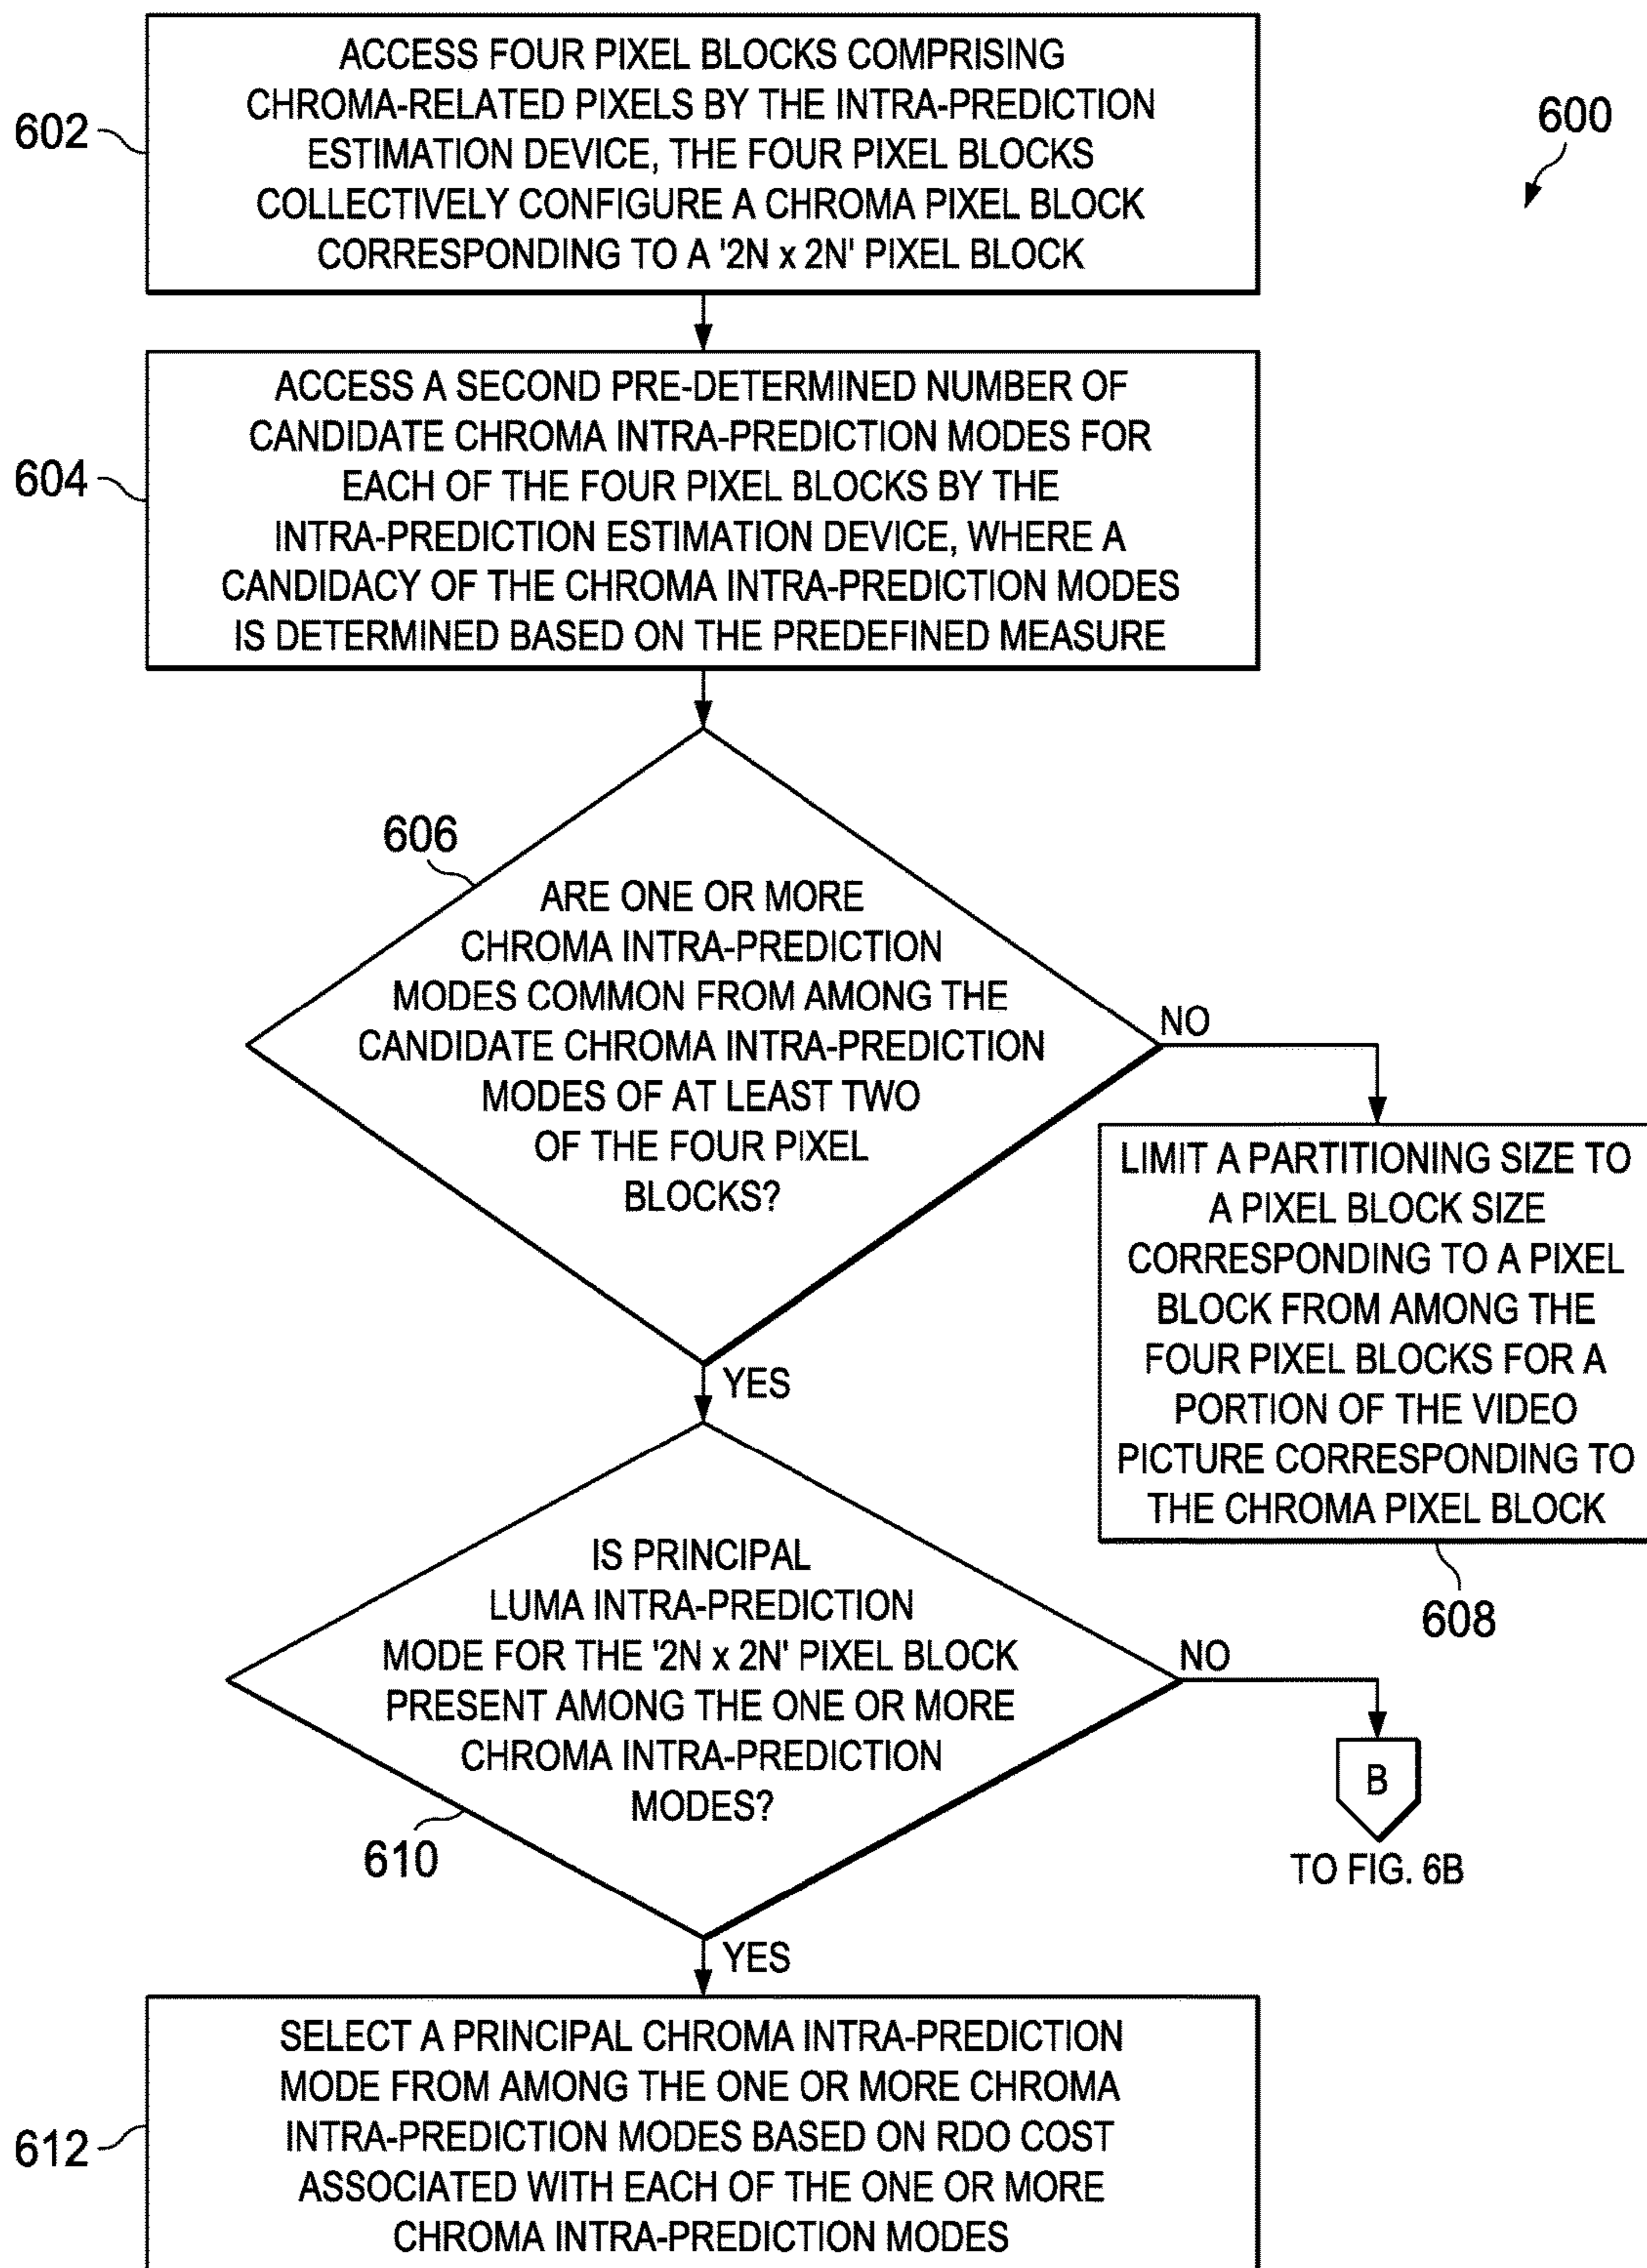 600
602
ACCESS FOUR PIXEL BLOCKS COMPRISING
CHROMA-RELATED PIXELS BY THE INTRA-PREDICTION
ESTIMATION DEVICE, THE FOUR PIXEL BLOCKS
COLLECTIVELY CONFIGURE A CHROMA PIXEL BLOCK
CORRESPONDING TO A '2N x 2N' PIXEL BLOCK
604
ACCESS A SECOND PRE-DETERMINED NUMBER OF
CANDIDATE CHROMA INTRA-PREDICTION MODES FOR
EACH OF THE FOUR PIXEL BLOCKS BY THE
INTRA-PREDICTION ESTIMATION DEVICE, WHERE A
CANDIDACY OF THE CHROMA INTRA-PREDICTION MODES
IS DETERMINED BASED ON THE PREDEFINED MEASURE
606
ARE ONE OR MORE
CHROMA INTRA-PREDICTION
MODES COMMON FROM AMONG THE
CANDIDATE CHROMA INTRA-PREDICTION
MODES OF AT LEAST TWO
OF THE FOUR PIXEL
BLOCKS?
NO
LIMIT A PARTITIONING SIZE TO
A PIXEL BLOCK SIZE
CORRESPONDING TO A PIXEL
BLOCK FROM AMONG THE
FOUR PIXEL BLOCKS FOR A
PORTION OF THE VIDEO
PICTURE CORRESPONDING TO
THE CHROMA PIXEL BLOCK
608
YES
IS PRINCIPAL
LUMA INTRA-PREDICTION
MODE FOR THE '2N x 2N' PIXEL BLOCK
PRESENT AMONG THE ONE OR MORE
CHROMA INTRA-PREDICTION
MODES?
610
NO
B
TO FIG. 6B
YES
612
SELECT A PRINCIPAL CHROMA INTRA-PREDICTION
MODE FROM AMONG THE ONE OR MORE CHROMA
INTRA-PREDICTION MODES BASED ON RDO COST
ASSOCIATED WITH EACH OF THE ONE OR MORE
CHROMA INTRA-PREDICTION MODES